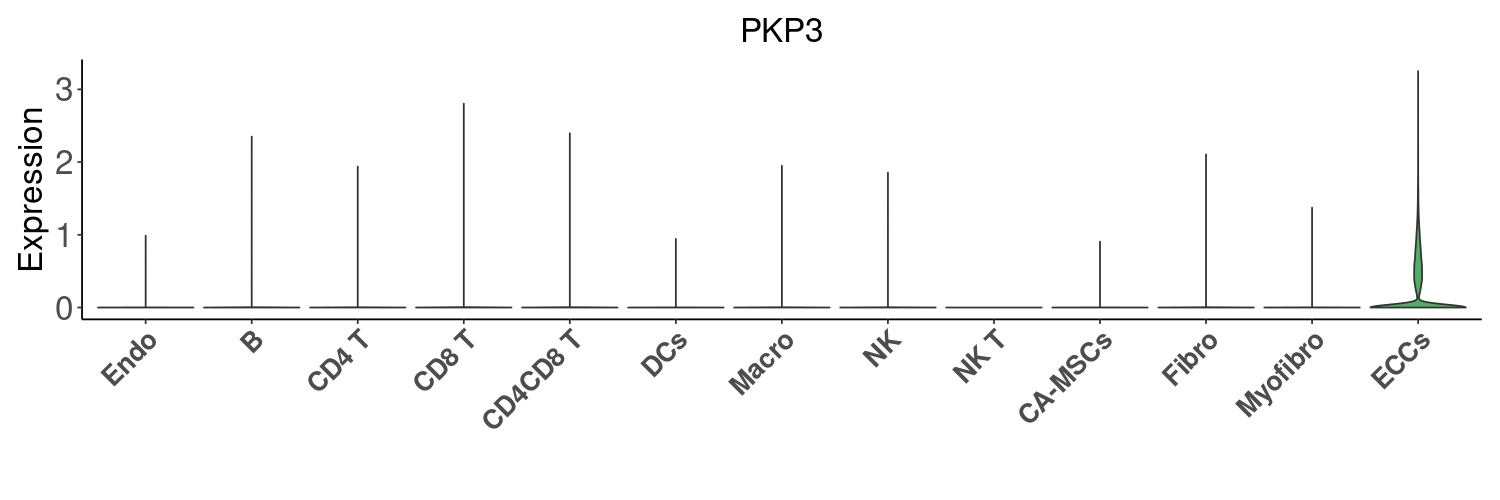 PKP3
Expression
3
2
1
0
Endo
B
CD4 T
CD8 T
CD4CD8 T
DCs
Macro
NK
NK T
CA-MSCs
Fibro
Myofibro
ECCs